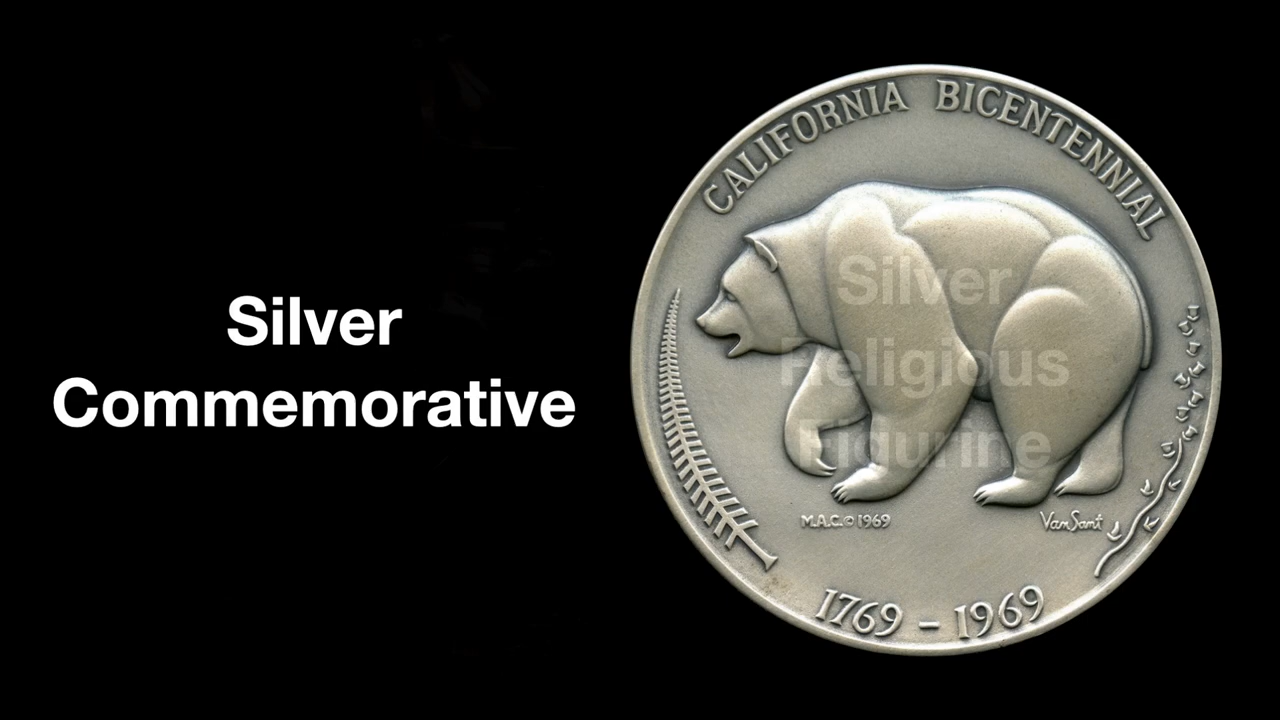 Silver
Commemorative
CALIFORNIA BICENTENNIAL
Silver
Religious
Figurine
M.A.C. © 1969
Van Sant
1769 – 1969